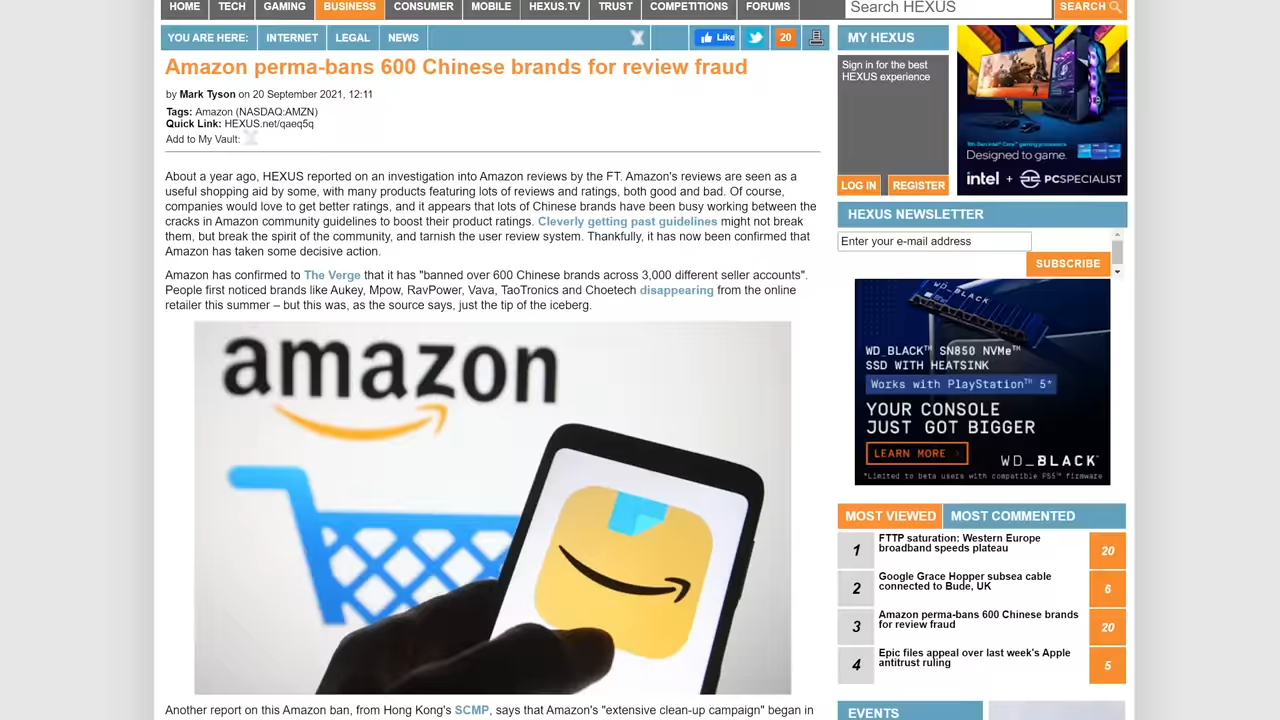 HOME TECH GAMING BUSINESS CONSUMER MOBILE HEXUS.TV TRUST COMPETITIONS FORUMS Search HEXUS SEARCH
YOU ARE HERE: INTERNET LEGAL NEWS Like 20
Amazon perma-bans 600 Chinese brands for review fraud
by Mark Tyson on 20 September 2021, 12:11
Tags: Amazon (NASDAQ:AMZN)
Quick Link: HEXUS.net/qaeq5q
Add to My Vault:
About a year ago, HEXUS reported on an investigation into Amazon reviews by the FT. Amazon's reviews are seen as a
useful shopping aid by some, with many products featuring lots of reviews and ratings, both good and bad. Of course,
companies would love to get better ratings, and it appears that lots of Chinese brands have been busy working between the
cracks in Amazon community guidelines to boost their product ratings. Cleverly getting past guidelines might not break
them, but break the spirit of the community, and tarnish the user review system. Thankfully, it has now been confirmed that
Amazon has taken some decisive action.
Amazon has confirmed to The Verge that it has "banned over 600 Chinese brands across 3,000 different seller accounts".
People first noticed brands like Aukey, Mpow, RavPower, Vava, TaoTronics and Choetech disappearing from the online
retailer this summer – but this was, as the source says, just the tip of the iceberg.
amazon
Another report on this Amazon ban, from Hong Kong's SCMP, says that Amazon's "extensive clean-up campaign" began in
MY HEXUS
Sign in for the best
HEXUS experience
LOG IN REGISTER
Designed to game.
intel + PCSPECIALIST
HEXUS NEWSLETTER
Enter your e-mail address
SUBSCRIBE
WD_BLACK
WD_BLACK™ SN850 NVMe™
SSD WITH HEATSINK
Works with PlayStation™ 5*
YOUR CONSOLE
JUST GOT BIGGER
LEARN MORE
WD_BLACK
*Limited to beta users with compatible PS5™ firmware
MOST VIEWED MOST COMMENTED
1 FTTP saturation: Western Europe
broadband speeds plateau 20
2 Google Grace Hopper subsea cable
connected to Bude, UK 6
3 Amazon perma-bans 600 Chinese brands
for review fraud 20
4 Epic files appeal over last week's Apple
antitrust ruling 5
EVENTS